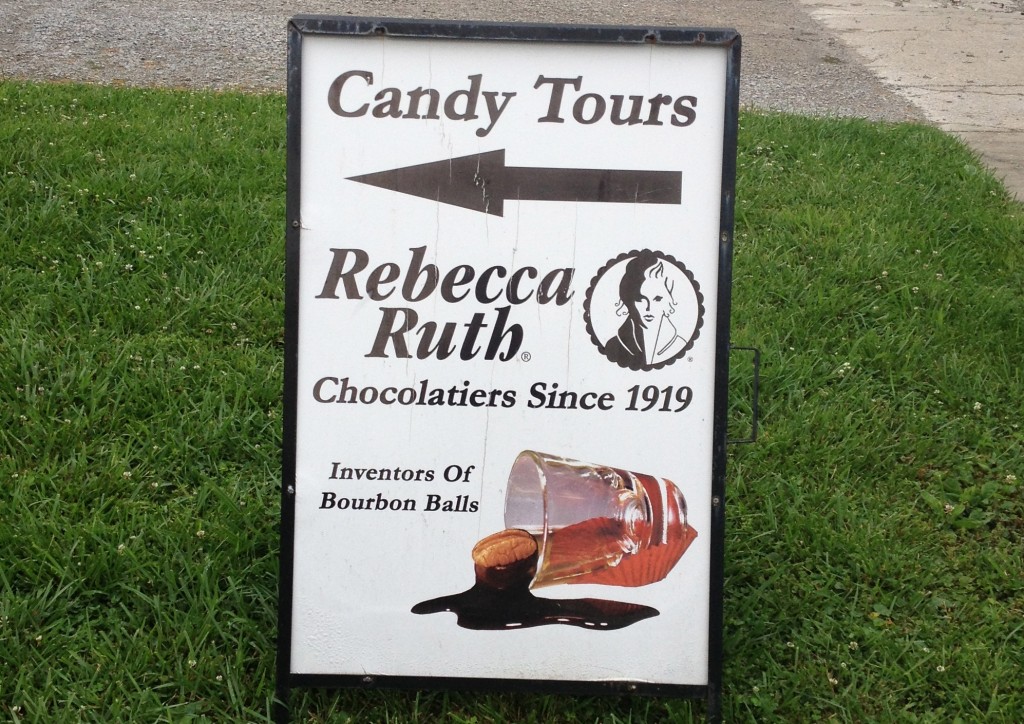 Candy Tours
Rebecca
Ruth®
®
Chocolatiers Since 1919
Inventors Of
Bourbon Balls